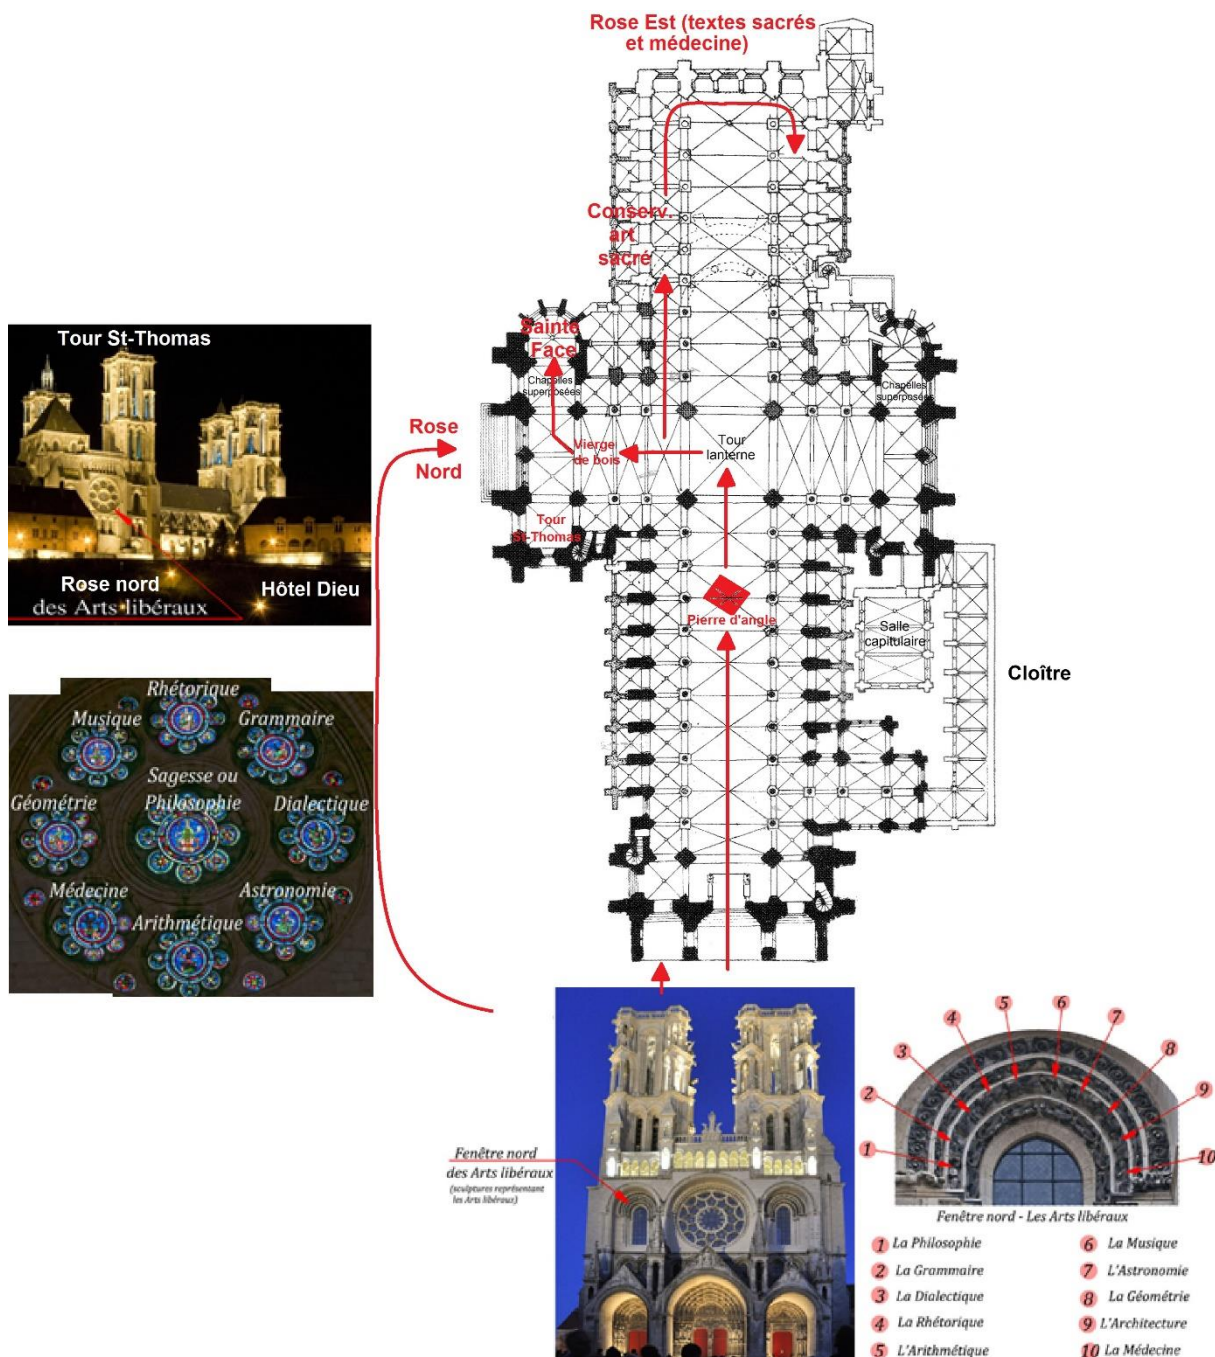 Rose Est (textes sacrés
et médecine)
Conserv.
art
sacré
Sainte
Face
Chapelles
superposées
Chapelles
superposées
Tour St-Thomas
Rose
Nord
Vierge
de bois
Tour
lanterne
Tour
St-Thomas
Rose nord
des Arts libéraux
Hôtel Dieu
Pierre d'angle
Salle
capitulaire
Cloître
Rhétorique
Musique
Grammaire
Sagesse ou
Philosophie
Géométrie
Dialectique
Médecine
Astronomie
Arithmétique
Fenêtre nord
des Arts libéraux
(sculptures représentant
les Arts libéraux)
1
2
3
4
5
6
7
8
9
10
Fenêtre nord - Les Arts libéraux
1 La Philosophie
2 La Grammaire
3 La Dialectique
4 La Rhétorique
5 L'Arithmétique
6 La Musique
7 L'Astronomie
8 La Géométrie
9 L'Architecture
10 La Médecine